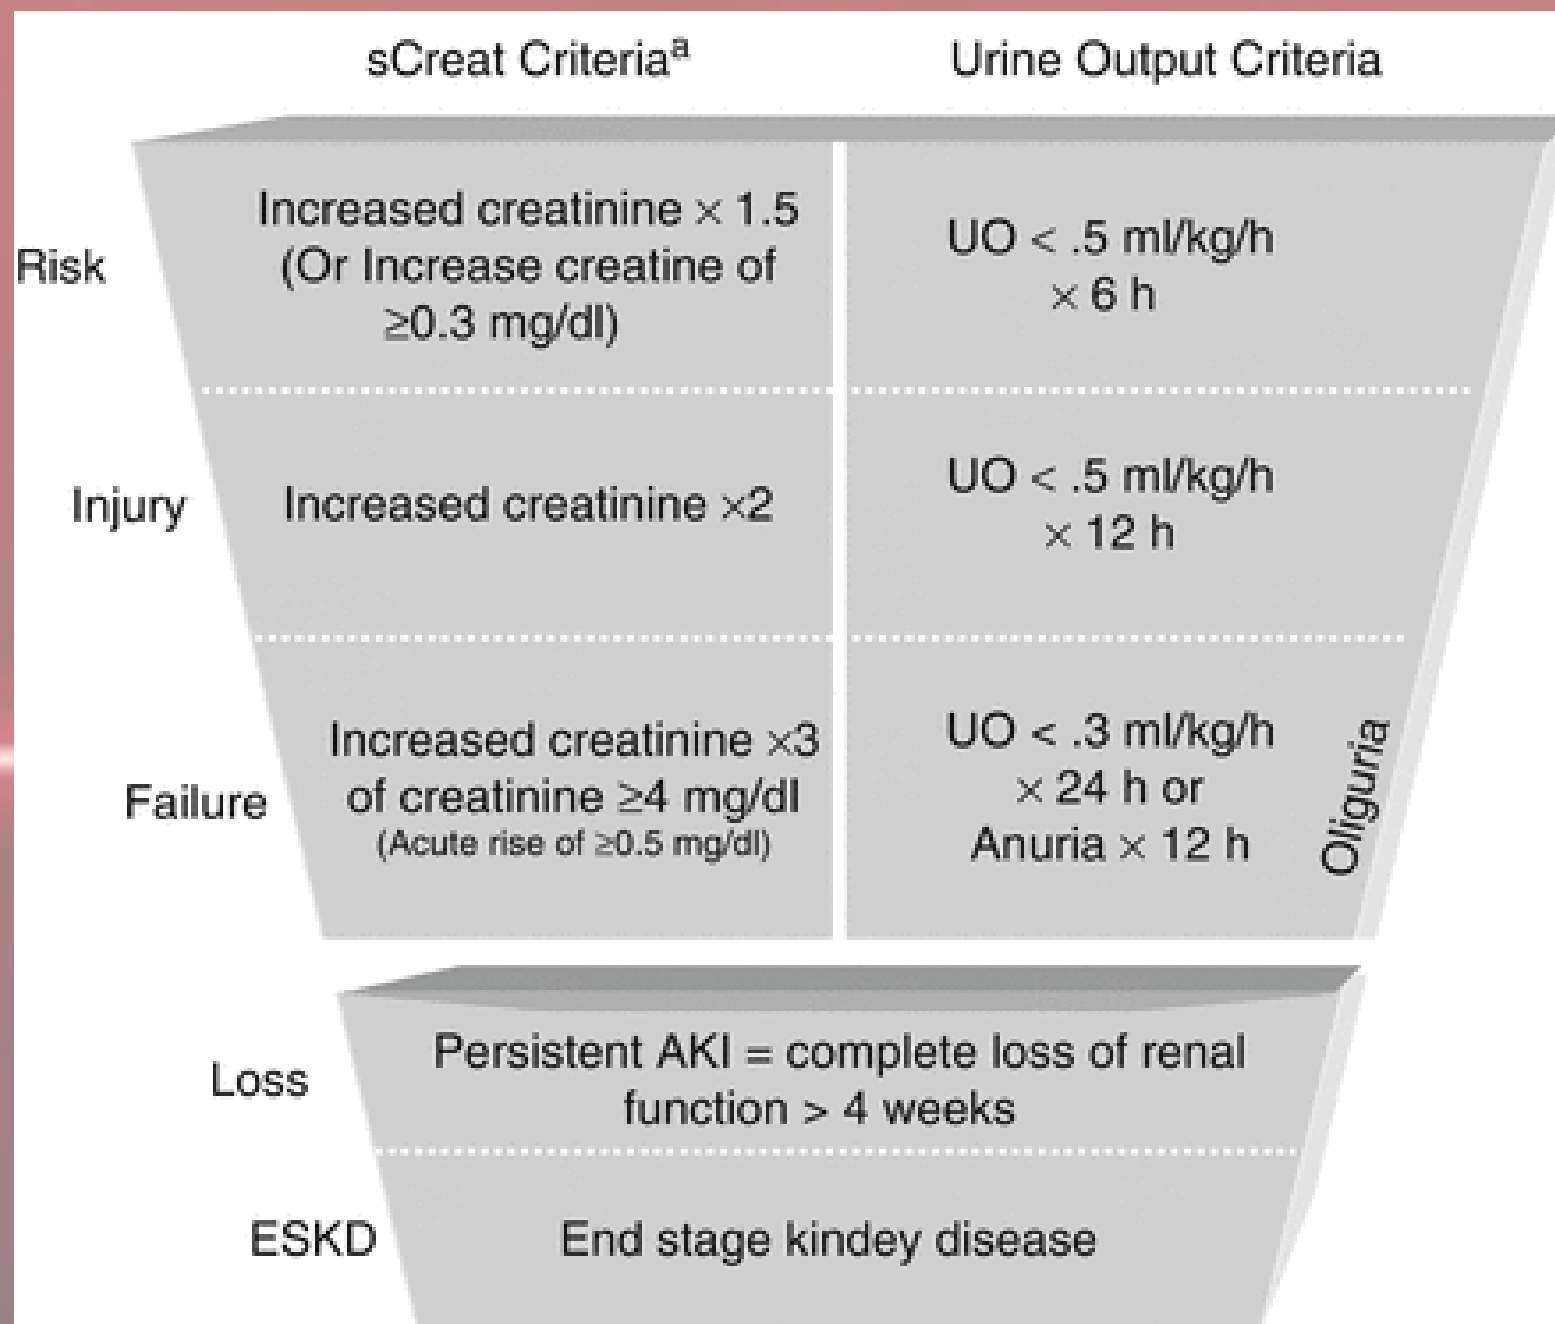 sCreat Criteriaª
Urine Output Criteria
Risk
Increased creatinine × 1.5
(Or Increase creatine of
≥0.3 mg/dl)
UO < .5 ml/kg/h
× 6 h
Injury
Increased creatinine ×2
UO < .5 ml/kg/h
× 12 h
Failure
Increased creatinine ×3
of creatinine ≥4 mg/dl
(Acute rise of ≥0.5 mg/dl)
UO < .3 ml/kg/h
× 24 h or
Anuria × 12 h
Oliguria
Loss
Persistent AKI = complete loss of renal
function > 4 weeks
ESKD
End stage kindey disease